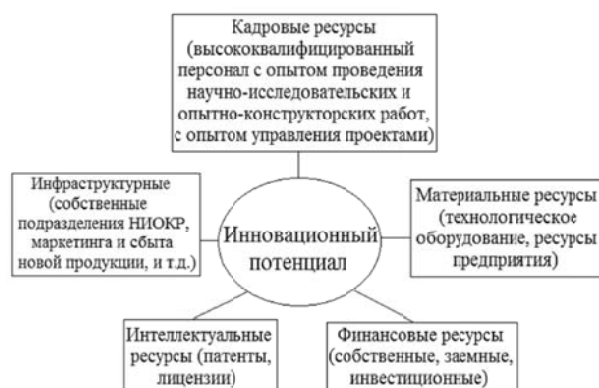 Кадровые ресурсы
(высококвалифицированный
персонал с опытом проведения
научно-исследовательских и
опытно-конструкторских работ,
с опытом управления проектами)
Инфраструктурные
(собственные
подразделения НИОКР,
маркетинга и сбыта
новой продукции, и т.д.)
Инновационный
потенциал
Материальные ресурсы
(технологическое
оборудование, ресурсы
предприятия)
Интеллектуальные
ресурсы (патенты,
лицензии)
Финансовые ресурсы
(собственные, заемные,
инвестиционные)